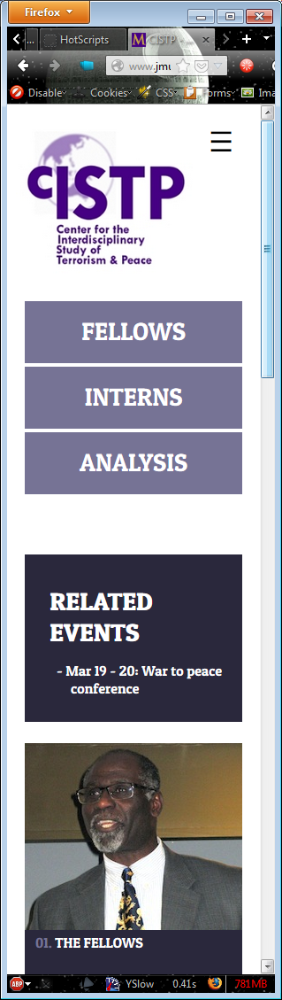 Firefox
... HotScripts CISTP -
www.jmu
Disable Cookies CSS Forms Ima
cISTP
Center for the
Interdisciplinary
Study of
Terrorism & Peace
FELLOWS
INTERNS
ANALYSIS
RELATED
EVENTS
- Mar 19 - 20: War to peace
conference
01. THE FELLOWS
ABP YSlow 0.41s 781MB